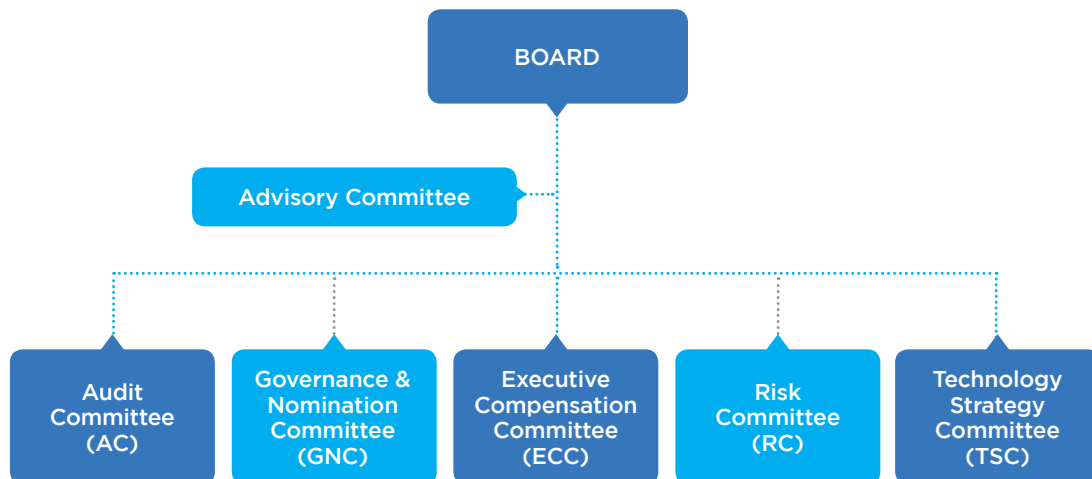 BOARD
Advisory Committee
Audit
Committee
(AC)
Governance &
Nomination
Committee
(GNC)
Executive
Compensation
Committee
(ECC)
Risk
Committee
(RC)
Technology
Strategy
Committee
(TSC)